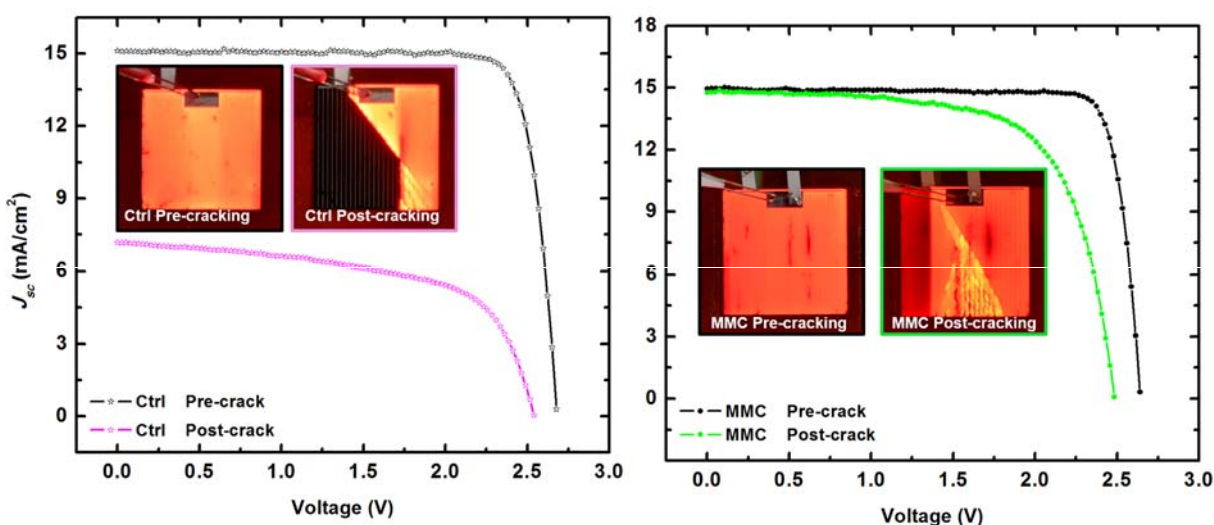 15
12
9
6
3
0
J_sc (mA/cm²)
Ctrl Pre-cracking
Ctrl Post-cracking
Ctrl Pre-crack
Ctrl Post-crack
0.0 0.5 1.0 1.5 2.0 2.5 3.0
Voltage (V)
18
15
12
9
6
3
0
MMC Pre-cracking
MMC Post-cracking
MMC Pre-crack
MMC Post-crack
0.0 0.5 1.0 1.5 2.0 2.5 3.0
Voltage (V)